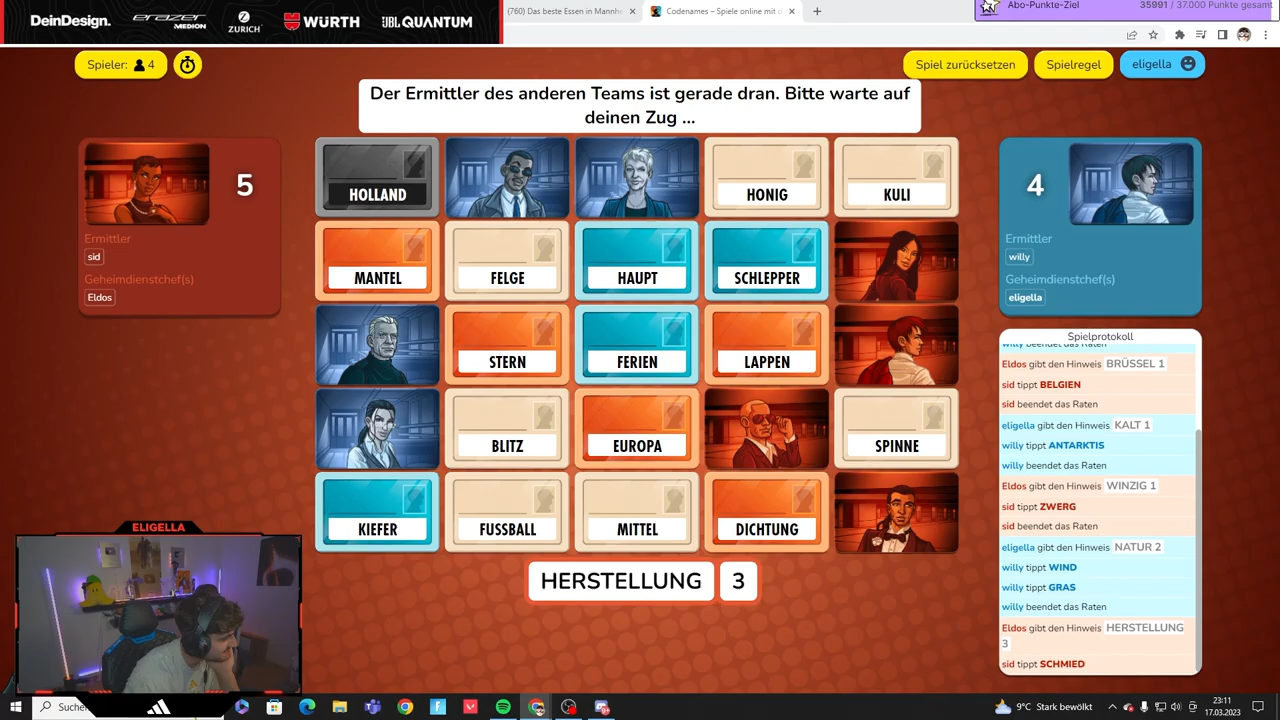 DeinDesign.
erazer
MEDION
ZURICH
WÜRTH
JBL QUANTUM
(760) Das beste Essen in Mannhe
Codenames – Spiele online mit d
Abo-Punkte-Ziel
35991 / 37.000 Punkte gesamt
Spieler: 4
Spiel zurücksetzen
Spielregel
eligella
Der Ermittler des anderen Teams ist gerade dran. Bitte warte auf
deinen Zug ...
5
Ermittler
sid
Geheimdienstchef(s)
Eldos
HOLLAND
HONIG
KULI
MANTEL
FELGE
HAUPT
SCHLEPPER
STERN
FERIEN
LAPPEN
BLITZ
EUROPA
SPINNE
KIEFER
FUSSBALL
MITTEL
DICHTUNG
HERSTELLUNG
3
4
Ermittler
willy
Geheimdienstchef(s)
eligella
Spielprotokoll
willy beendet das Raten
Eldos gibt den Hinweis BRÜSSEL 1
sid tippt BELGIEN
sid beendet das Raten
eligella gibt den Hinweis KALT 1
willy tippt ANTARKTIS
willy beendet das Raten
Eldos gibt den Hinweis WINZIG 1
sid tippt ZWERG
sid beendet das Raten
eligella gibt den Hinweis NATUR 2
willy tippt WIND
willy tippt GRAS
willy beendet das Raten
Eldos gibt den Hinweis HERSTELLUNG
3
sid tippt SCHMIED
ELIGELLA
Suchen
9°C Stark bewölkt
23:11
17.03.2023